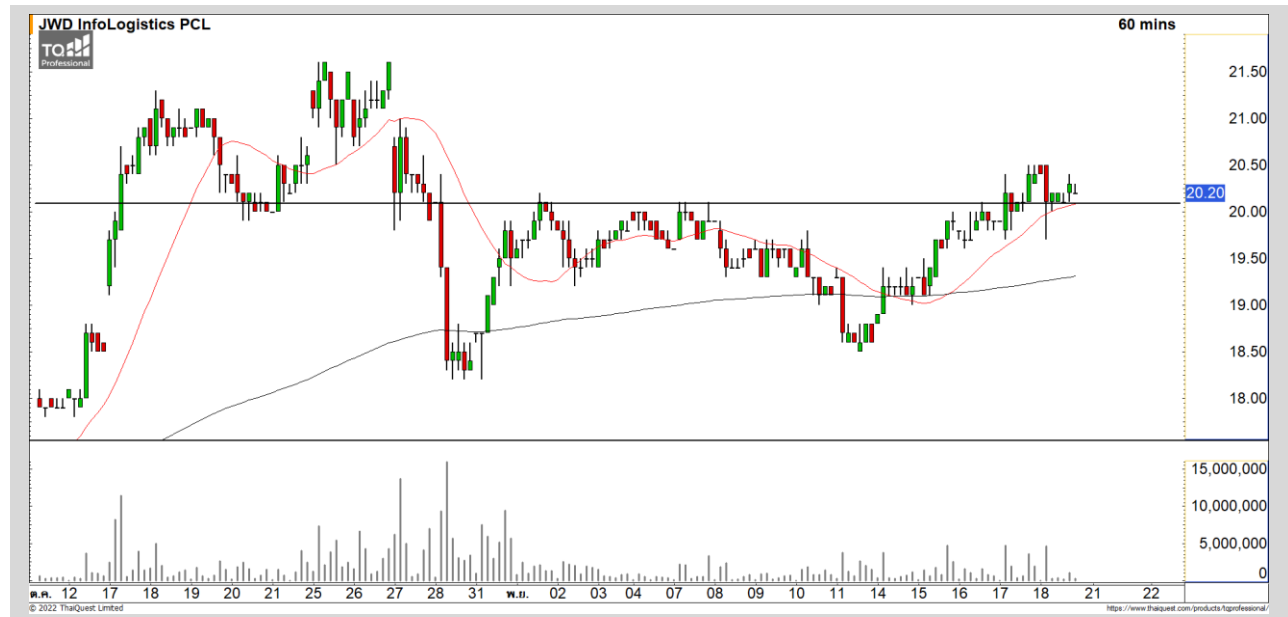 JWD InfoLogistics PCL
60 mins
TQ
Professional
21.50
21.00
20.50
20.20
20.00
19.50
19.00
18.50
18.00
15,000,000
10,000,000
5,000,000
0
ต.ค. 12 17 18 19 20 21 25 26 27 28 31 พ.ย. 02 03 04 07 08 09 10 11 14 15 16 17 18 21 22
© 2022 ThaiQuest Limited
https://www.thaiquest.com/products/tqprofessional/